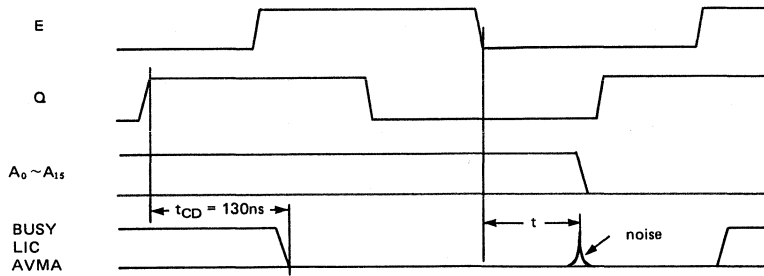 E
Q
A₀~A₁₅
t_CD = 130ns
BUSY
LIC
AVMA
t
noise